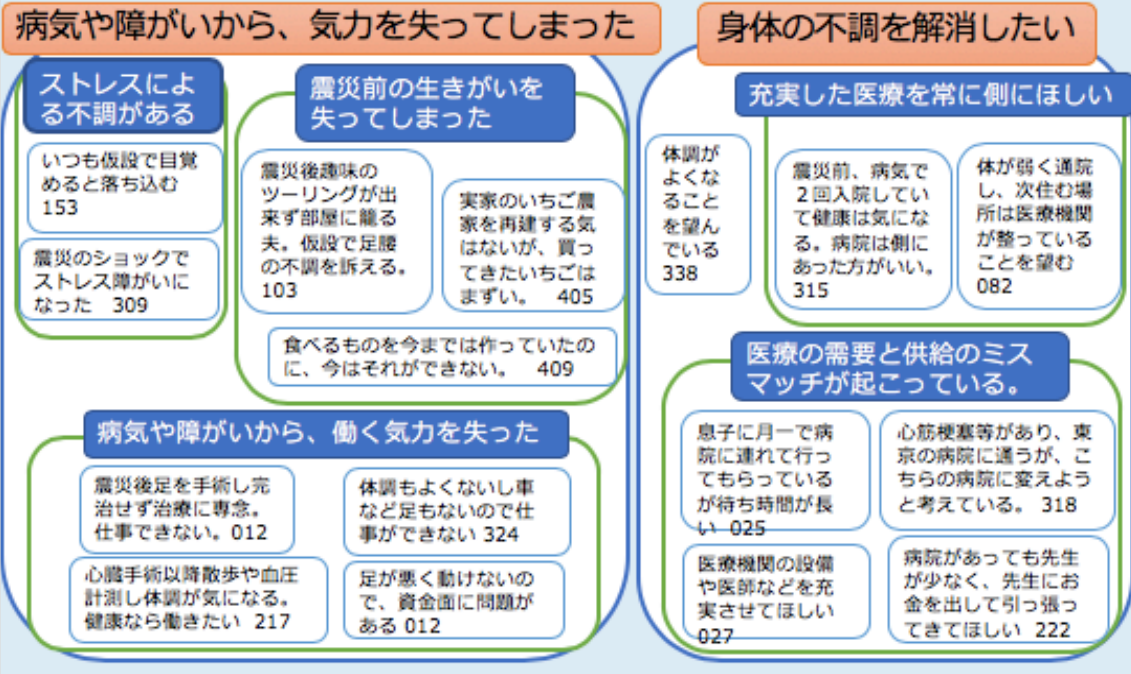 病気や障がいから、気力を失ってしまった
ストレスによ
る不調がある
いつも仮設で目覚
めると落ち込む
153
震災のショックで
ストレス障がいに
なった 309
震災前の生きがいを
失ってしまった
震災後趣味の
ツーリングが出
来ず部屋に籠る
夫。仮設で足腰
の不調を訴える。
103
実家のいちご農
家を再建する気
はないが、買っ
てきたいちごは
まずい。 405
食べるものを今までは作っていたの
に、今はそれができない。 409
病気や障がいから、働く気力を失った
震災後足を手術し完
治せず治療に専念。
仕事できない。012
体調もよくないし車
など足もないので仕
事ができない 324
心臓手術以降散歩や血圧
計測し体調が気になる。
健康なら働きたい 217
足が悪く動けないの
で、資金面に問題が
ある 012
身体の不調を解消したい
体調が
よくな
ること
を望ん
でいる
338
充実した医療を常に側にほしい
震災前、病気で
2回入院してい
て健康は気にな
る。病院は側に
あった方がいい。
315
体が弱く通院
し、次住む場
所は医療機関
が整っている
ことを望む
082
医療の需要と供給のミス
マッチが起こっている。
息子に月一で病
院に連れて行っ
てもらっている
が待ち時間が長
い 025
心筋梗塞等があり、東
京の病院に通うが、こ
ちらの病院に変えよう
と考えている。 318
医療機関の設備
や医師などを充
実させてほしい
027
病院があっても先生
が少なく、先生にお
金を出して引っ張っ
てきてほしい 222